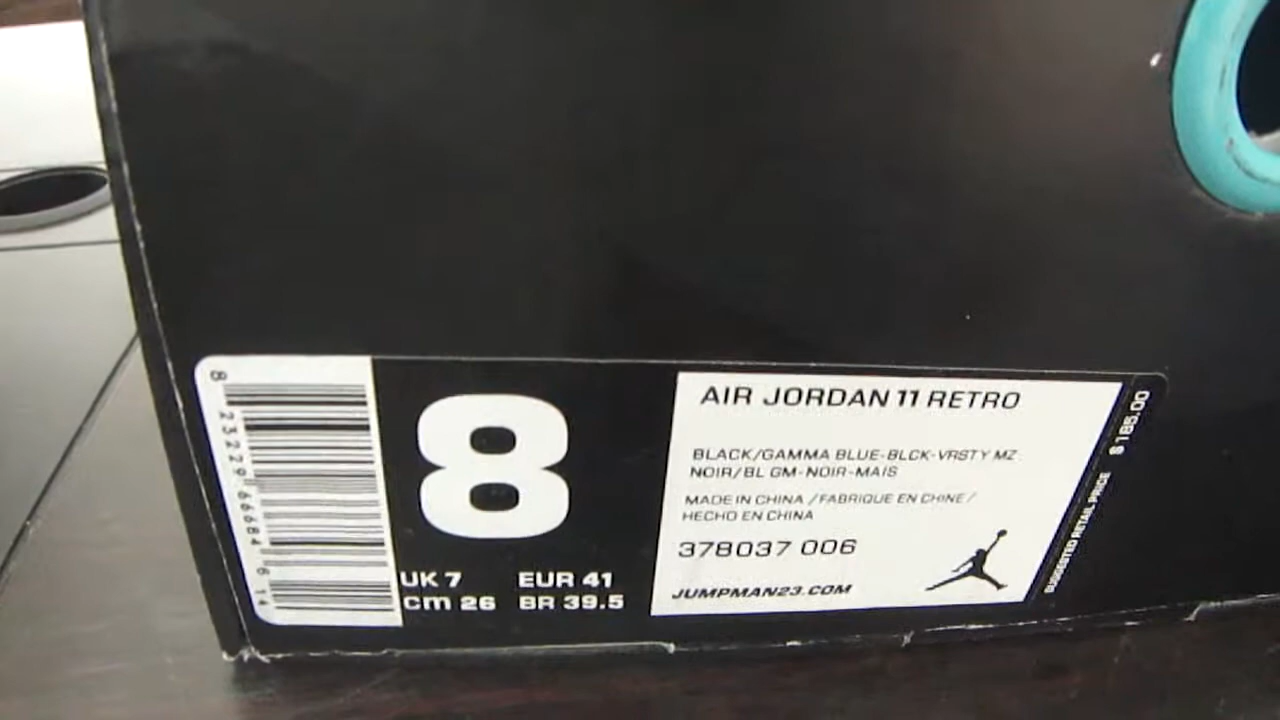 8
UK 7 EUR 41
cm 26 BR 39.5
AIR JORDAN 11 RETRO
BLACK/GAMMA BLUE-BLCK-VRSTY MZ
NOIR/BL GM-NOIR-MAIS
MADE IN CHINA / FABRIQUE EN CHINE /
HECHO EN CHINA
378037 006
JUMPMAN23.COM
SUGGESTED RETAIL PRICE $ 185.00